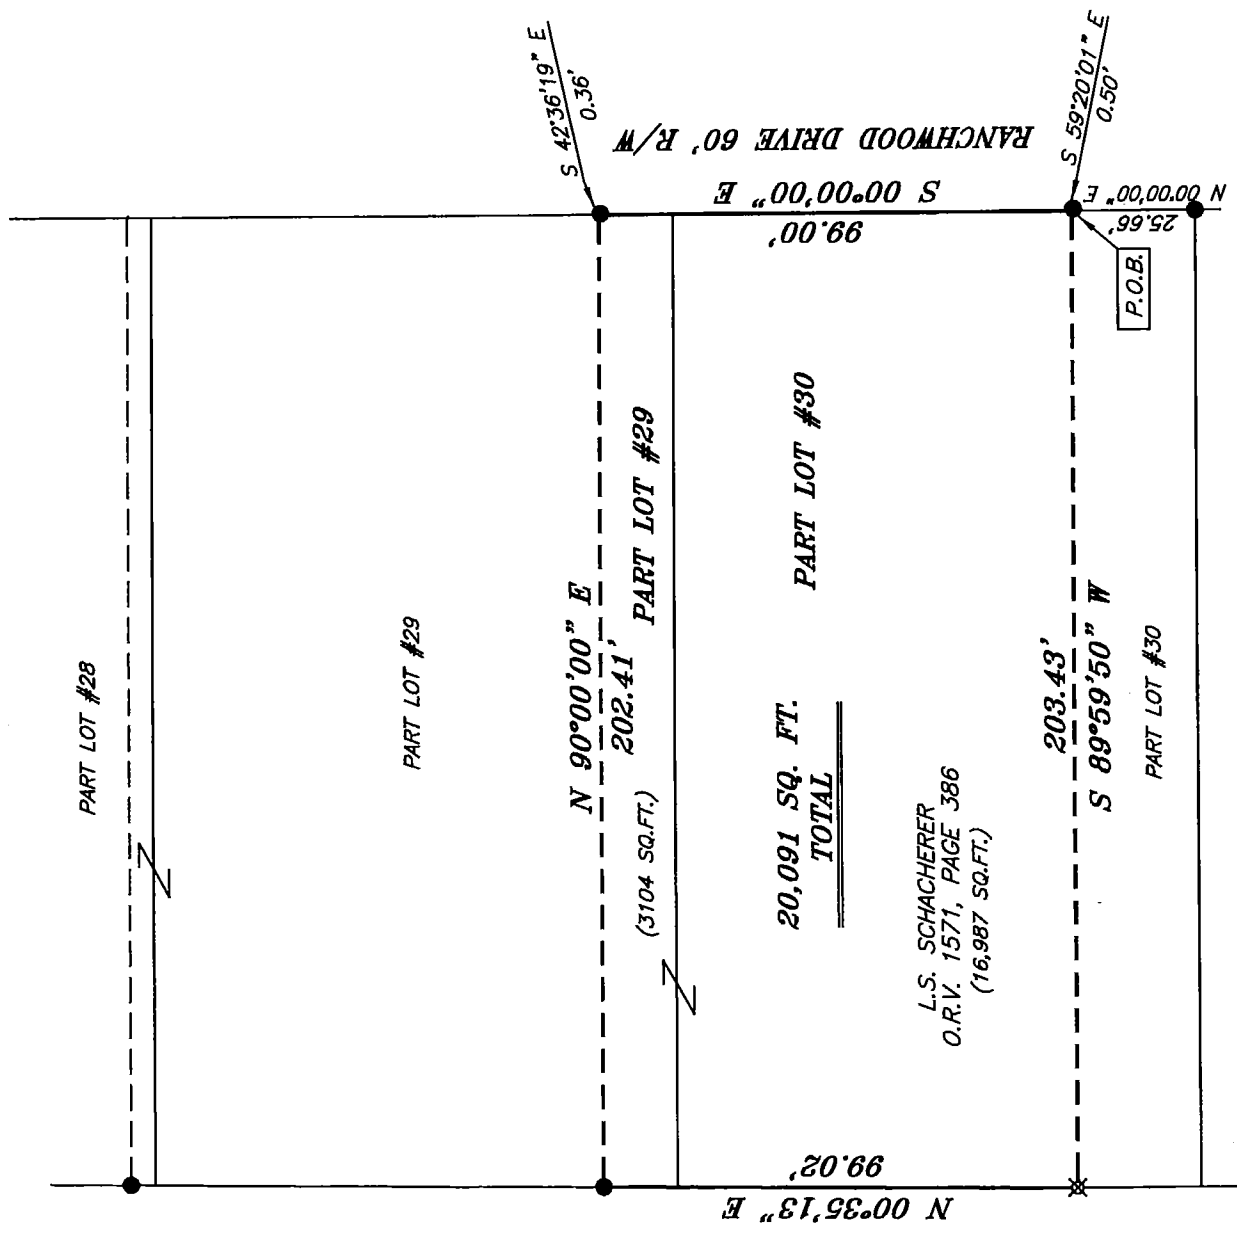 S 42°36'19" E
0.36'
RANCHWOOD DRIVE 60' R/W
S 59°20'01" E
0.50'
S 00°00'00" E
99.00'
N 00°00'00" E
25.66'
P.O.B.
PART LOT #28
PART LOT #29
N 90°00'00" E
202.41'
PART LOT #29
(3104 SQ.FT.)
PART LOT #30
20,091 SQ. FT.
TOTAL
L.S. SCHACHERER
O.R.V. 1571, PAGE 386
(16,987 SQ.FT.)
203.43'
S 89°59'50" W
PART LOT #30
99.02'
N 00°35'13" E